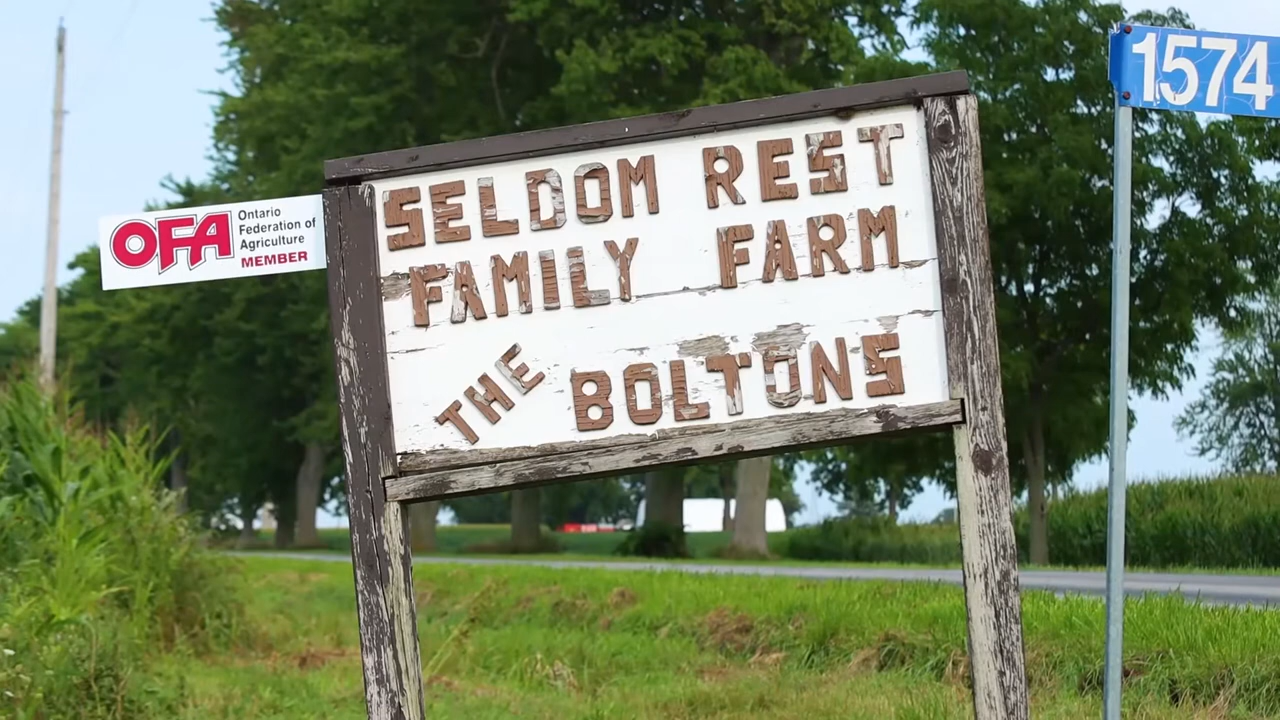 SELDOM REST
FAMILY FARM
THE BOLTONS
OFA
Ontario
Federation of
Agriculture
MEMBER
1574